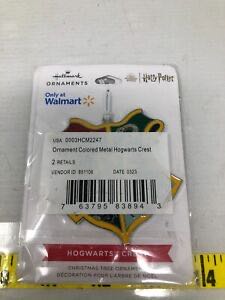 Hallmark
ORNAMENTS
Harry Potter
Only at
Walmart
USA 0003HCM2247
Ornament Colored Metal Hogwarts Crest
2 RETAILS
VENDOR ID 851106 DATE 0323
7 63795 83894 3
HOGWARTS CREST
CHRISTMAS TREE ORNAMENT
DÉCORATION POUR L'ARBRE DE NOËL
4